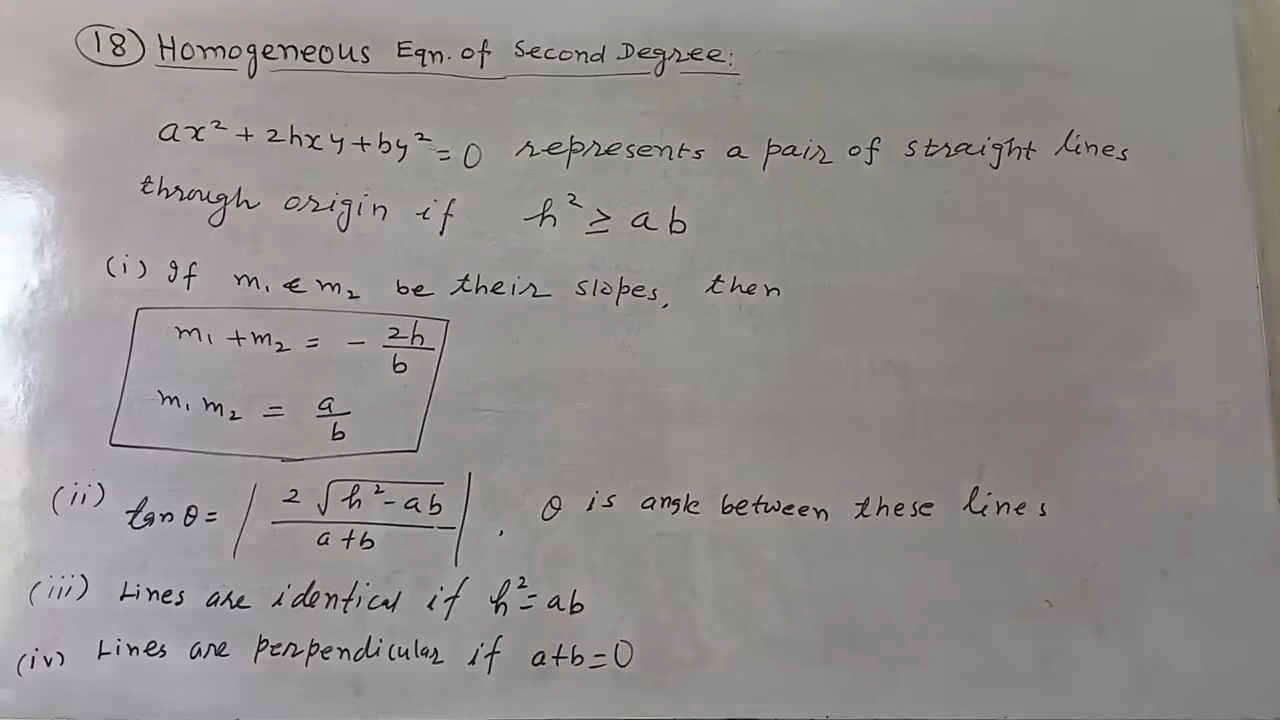 (18) Homogeneous Eqn. of Second Degree:
ax² + 2hxy + by² = 0 represents a pair of straight lines
through origin if h² ≥ ab
(i) If m₁ & m₂ be their slopes, then
m₁ + m₂ = - 2h/b
m₁ m₂ = a/b
(ii) tan θ = | 2√(h²-ab) / a+b | . θ is angle between these lines
(iii) Lines are identical if h² = ab
(iv) Lines are perpendicular if a+b=0